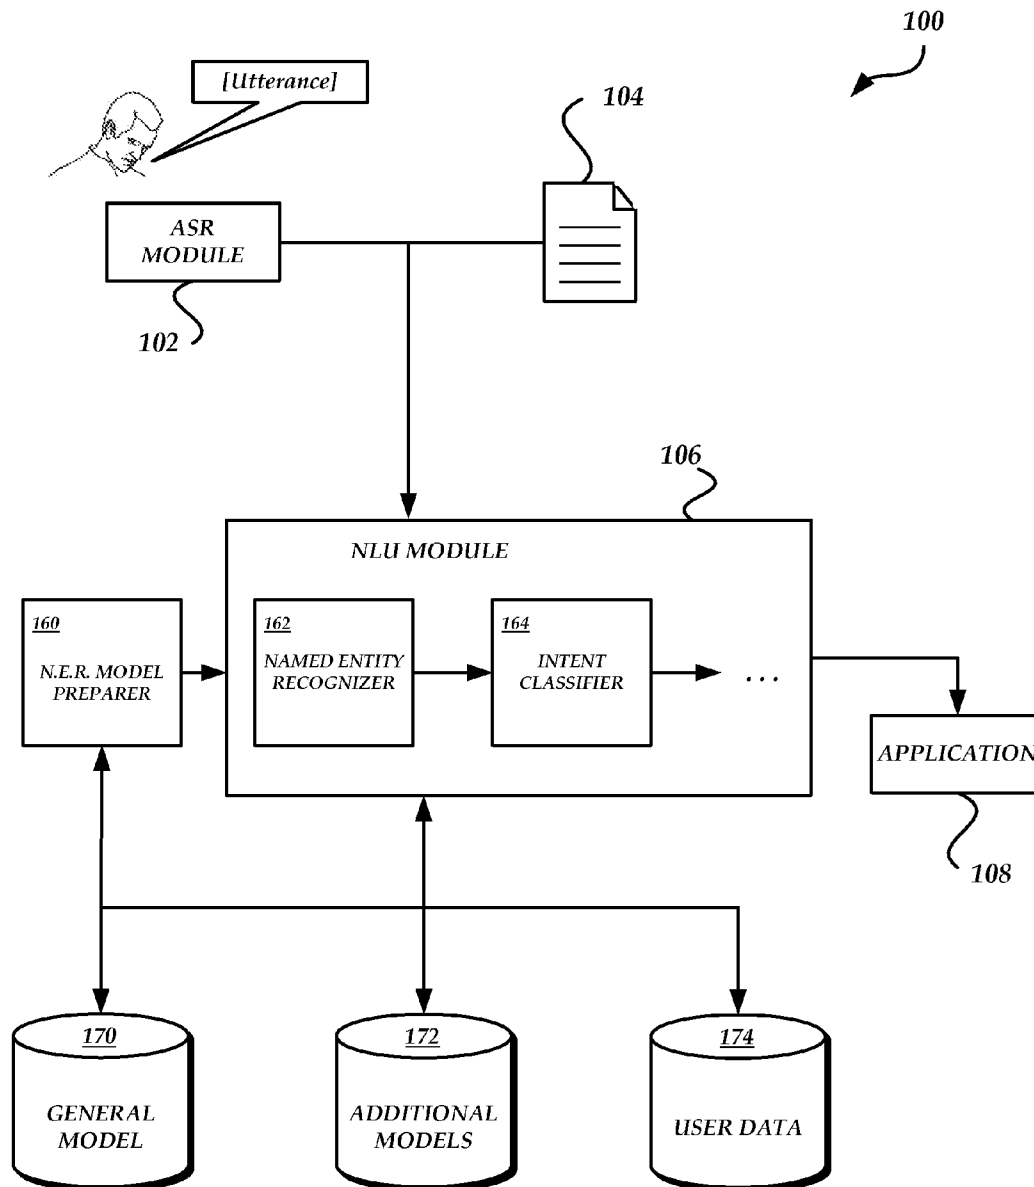 100
[Utterance]
104
ASR
MODULE
102
106
NLU MODULE
160
N.E.R. MODEL
PREPARER
162
NAMED ENTITY
RECOGNIZER
164
INTENT
CLASSIFIER
...
APPLICATION
108
170
GENERAL
MODEL
172
ADDITIONAL
MODELS
174
USER DATA